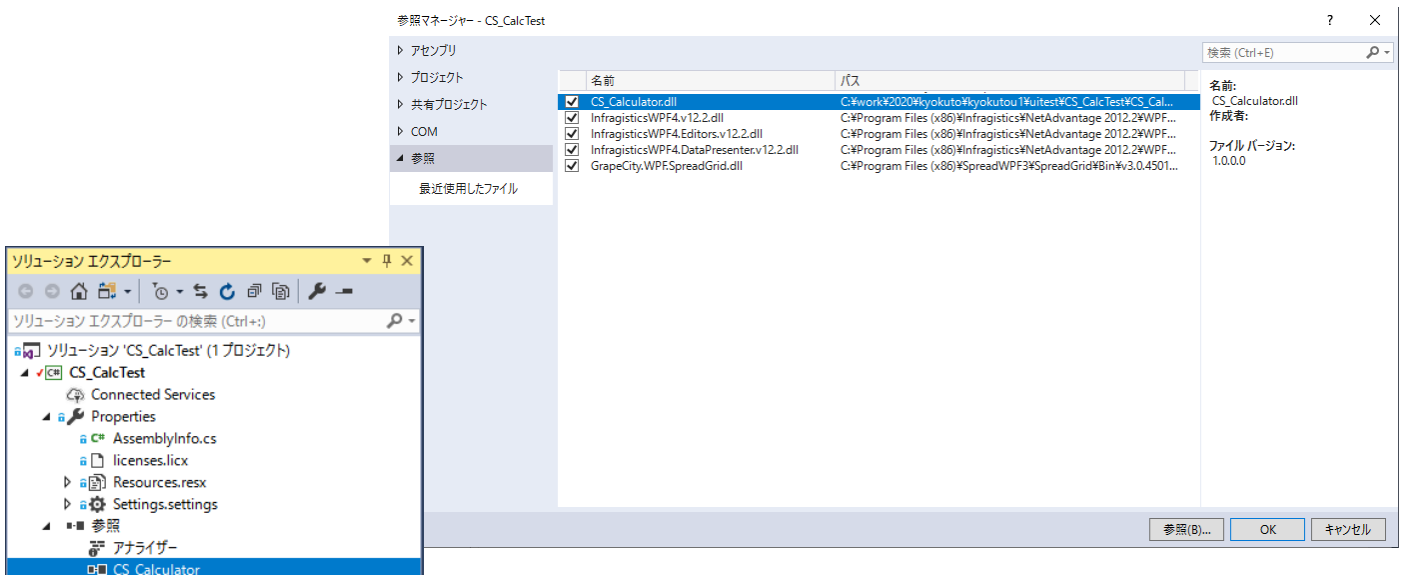 参照マネージャー - CS_CalcTest
? ×
アセンブリ
プロジェクト
共有プロジェクト
COM
参照
最近使用したファイル
検索 (Ctrl+E)
名前 パス
CS_Calculator.dll C:¥work¥2020¥kyokuto¥kyokutou1¥uitest¥CS_CalcTest¥CS_Cal...
InfragisticsWPF4.v12.2.dll C:¥Program Files (x86)¥Infragistics¥NetAdvantage 2012.2¥WPF...
InfragisticsWPF4.Editors.v12.2.dll C:¥Program Files (x86)¥Infragistics¥NetAdvantage 2012.2¥WPF...
InfragisticsWPF4.DataPresenter.v12.2.dll C:¥Program Files (x86)¥Infragistics¥NetAdvantage 2012.2¥WPF...
GrapeCity.WPF.SpreadGrid.dll C:¥Program Files (x86)¥SpreadWPF3¥SpreadGrid¥Bin¥v3.0.4501...
名前:
CS_Calculator.dll
作成者:
ファイル バージョン:
1.0.0.0
参照(B)... OK キャンセル
ソリューション エクスプローラー
ソリューション エクスプローラー の検索 (Ctrl+:)
ソリューション 'CS_CalcTest' (1 プロジェクト)
C# CS_CalcTest
Connected Services
Properties
C# AssemblyInfo.cs
licenses.licx
Resources.resx
Settings.settings
参照
アナライザー
CS_Calculator